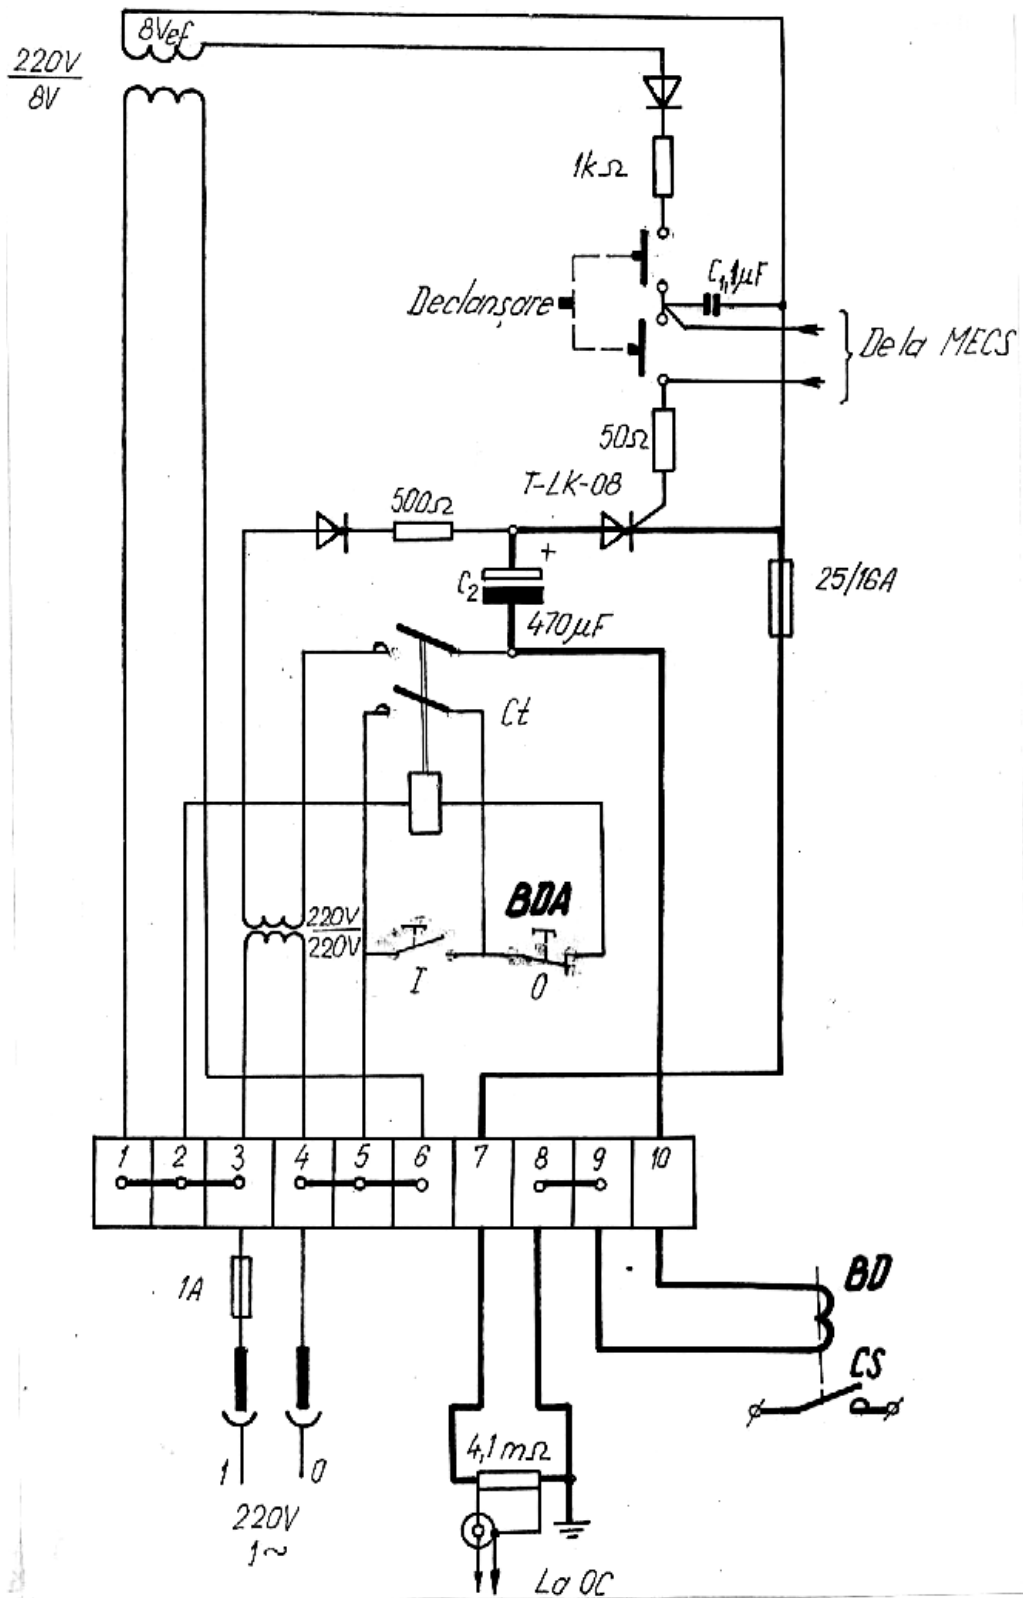 8Vef
220V
8V
1kΩ
C₁, 1μF
Declanșare
De la MECS
50Ω
T-LK-08
500Ω
+
25/16A
C₂
470μF
Ct
BDA
220V
220V
I
O
1 2 3 4 5 6 7 8 9 10
1A
BD
CS
4,1mΩ
1
0
220V
1~
La OC